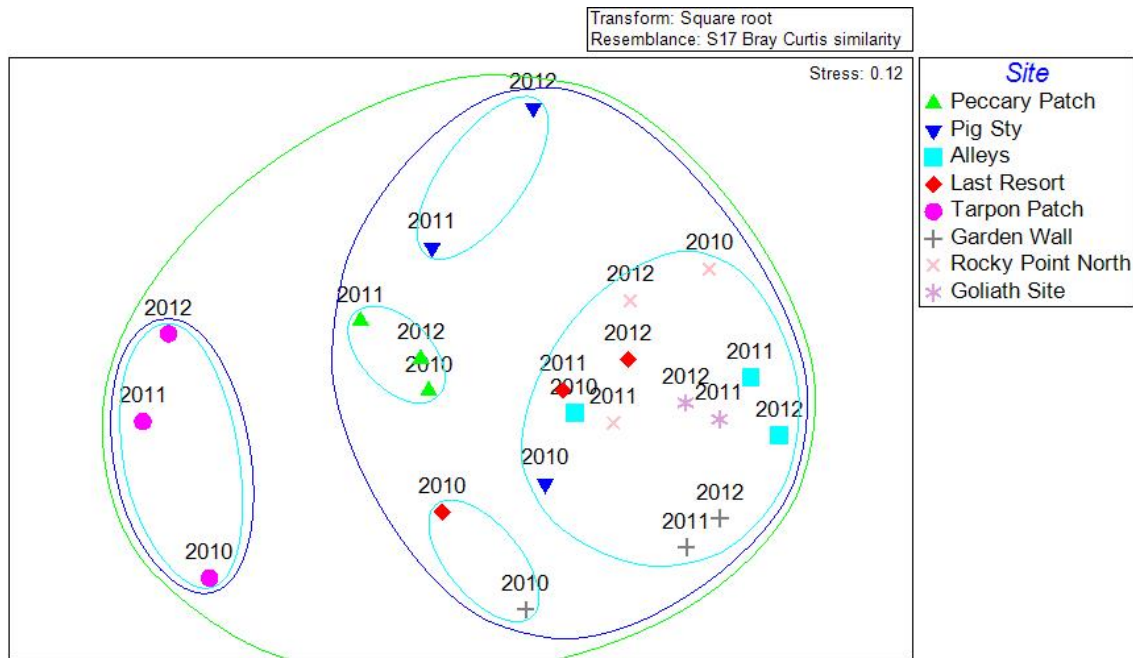 Transform: Square root
Resemblance: S17 Bray Curtis similarity
Stress: 0.12
Site
Peccary Patch
Pig Sty
Alleys
Last Resort
Tarpon Patch
Garden Wall
Rocky Point North
Goliath Site
2012
2011
2010
2012
2011
2012
2012
2012
2011
2011
2010
2010
2012
2011
2011
2011
2012
2010
2010
2012
2011
2010
2010